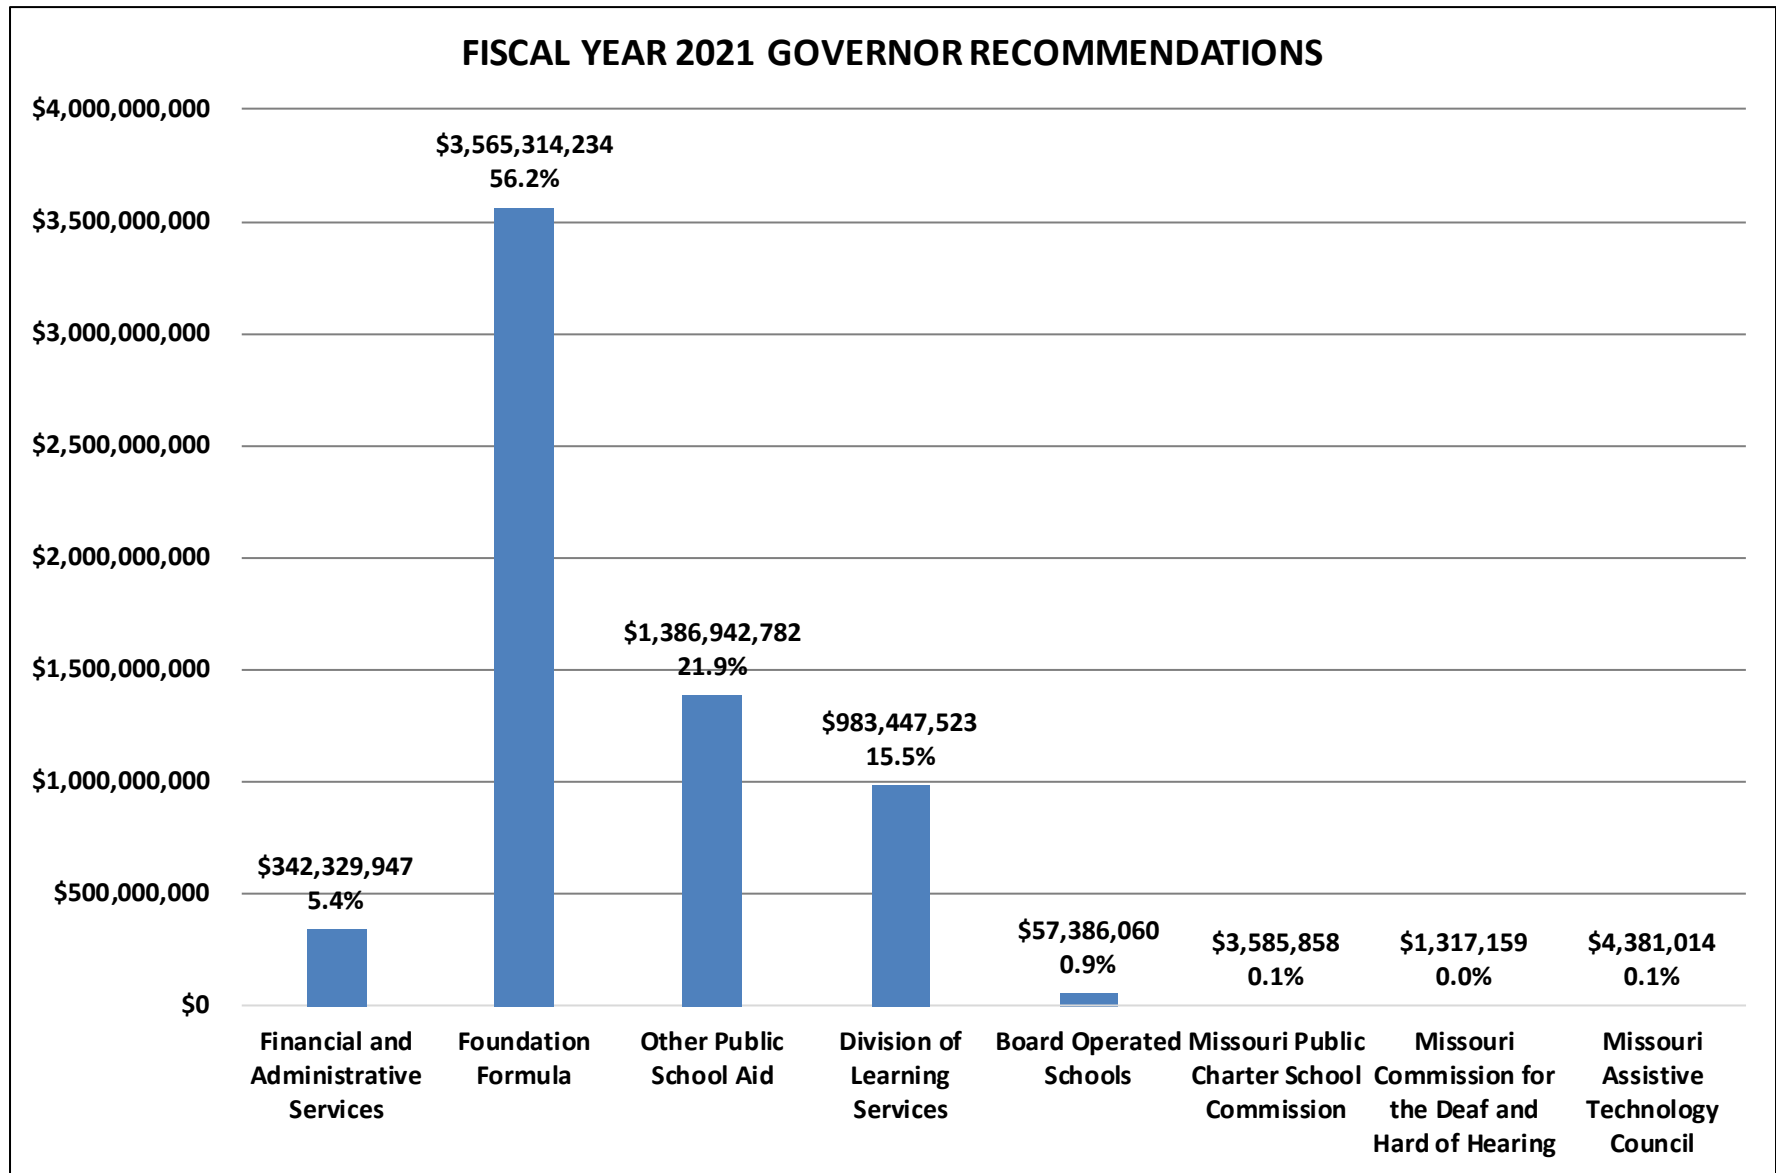 FISCAL YEAR 2021 GOVERNOR RECOMMENDATIONS
$4,000,000,000
$3,500,000,000
$3,000,000,000
$2,500,000,000
$2,000,000,000
$1,500,000,000
$1,000,000,000
$500,000,000
$0
$342,329,947
5.4%
$3,565,314,234
56.2%
$1,386,942,782
21.9%
$983,447,523
15.5%
$57,386,060
0.9%
$3,585,858
0.1%
$1,317,159
0.0%
$4,381,014
0.1%
Financial and
Administrative
Services
Foundation
Formula
Other Public
School Aid
Division of
Learning
Services
Board Operated
Schools
Missouri Public
Charter School
Commission
Missouri
Commission for
the Deaf and
Hard of Hearing
Missouri
Assistive
Technology
Council